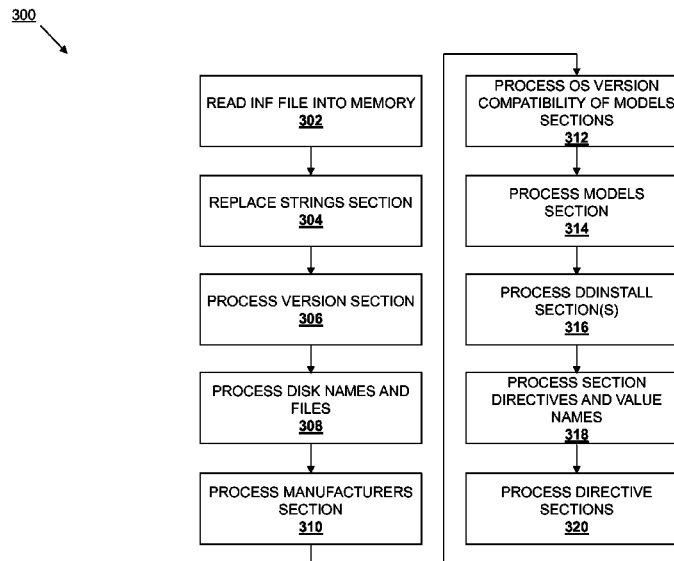 300
READ INF FILE INTO MEMORY
302
REPLACE STRINGS SECTION
304
PROCESS VERSION SECTION
306
PROCESS DISK NAMES AND
FILES
308
PROCESS MANUFACTURERS
SECTION
310
PROCESS OS VERSION
COMPATIBILITY OF MODELS
SECTIONS
312
PROCESS MODELS
SECTION
314
PROCESS DDINSTALL
SECTION(S)
316
PROCESS SECTION
DIRECTIVES AND VALUE
NAMES
318
PROCESS DIRECTIVE
SECTIONS
320